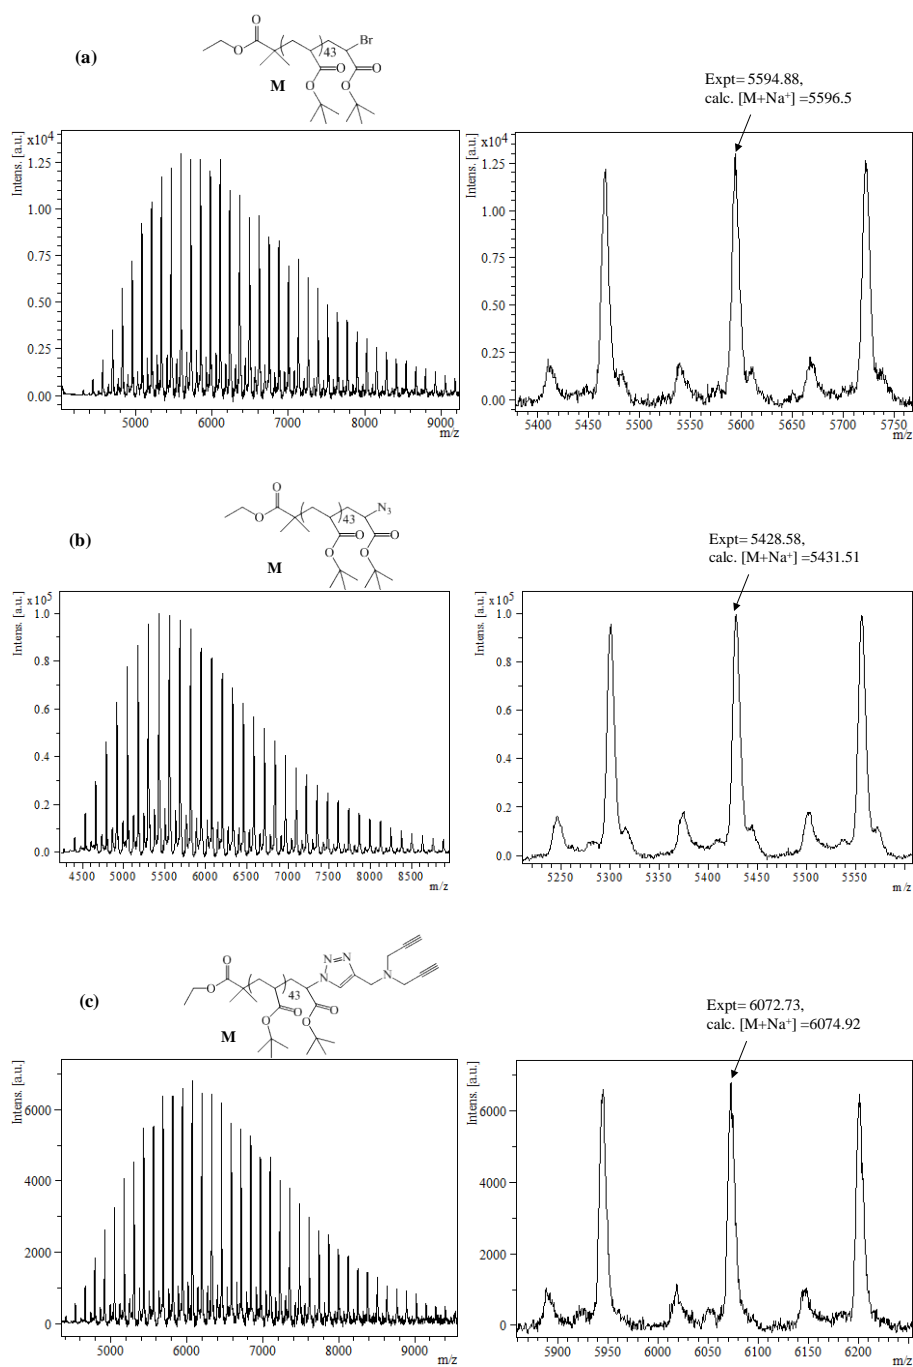 (a)
O
O
Br
43
O
O
O
O
M
Expt= 5594.88,
calc. [M+Na⁺] =5596.5
Intens. [a.u.]
x10⁴
1.25
1.00
0.75
0.50
0.25
0.00
5000 6000 7000 8000 9000
m/z
Intens. [a.u.]
x10⁴
1.25
1.00
0.75
0.50
0.25
0.00
5400 5450 5500 5550 5600 5650 5700 5750
m/z
(b)
O
O
N₃
43
O
O
O
O
M
Expt= 5428.58,
calc. [M+Na⁺] =5431.51
Intens. [a.u.]
x10⁵
1.0
0.8
0.6
0.4
0.2
0.0
4500 5000 5500 6000 6500 7000 7500 8000 8500
m/z
Intens. [a.u.]
x10⁵
1.0
0.8
0.6
0.4
0.2
0.0
5250 5300 5350 5400 5450 5500 5550
m/z
(c)
O
O
N=N
N
N
43
O
O
O
O
M
Expt= 6072.73,
calc. [M+Na⁺] =6074.92
Intens. [a.u.]
6000
4000
2000
0
5000 6000 7000 8000 9000
m/z
Intens. [a.u.]
6000
4000
2000
0
5900 5950 6000 6050 6100 6150 6200
m/z